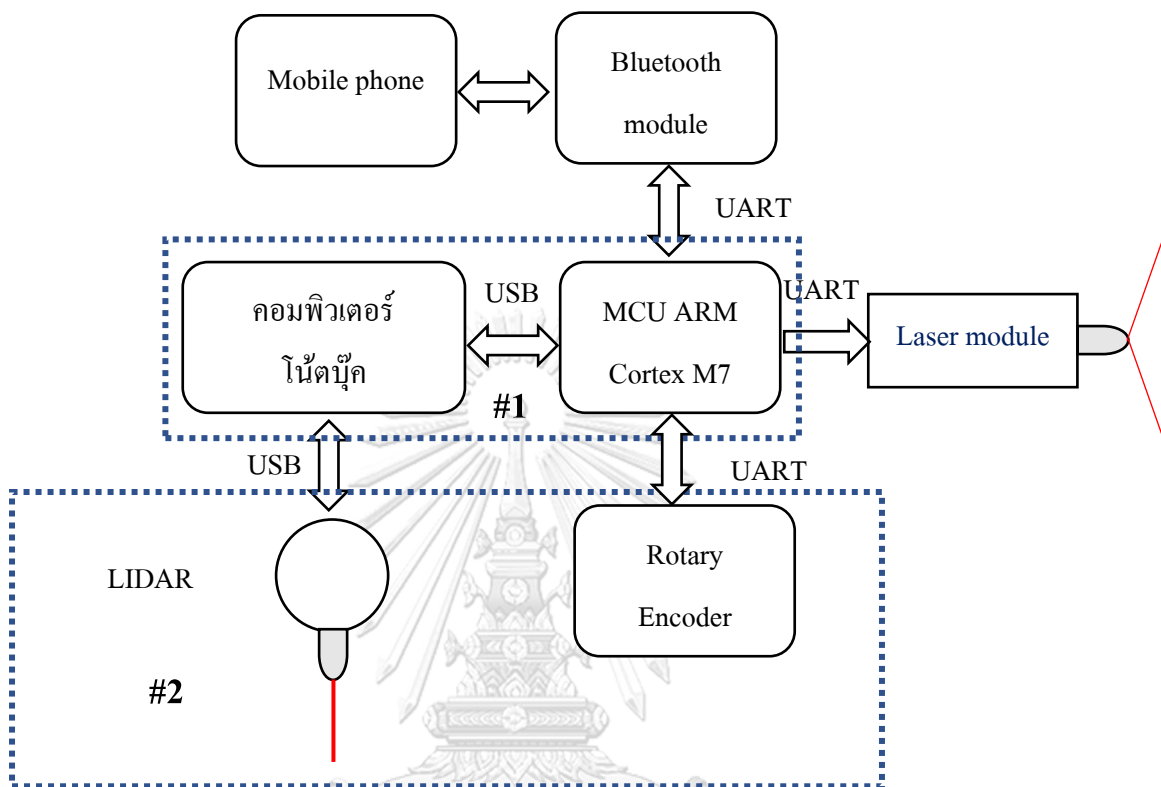 Mobile phone
Bluetooth
module
UART
คอมพิวเตอร์
โน้ตบุ๊ค
USB
MCU ARM
Cortex M7
UART
Laser module
#1
USB
UART
LIDAR
Rotary
Encoder
#2